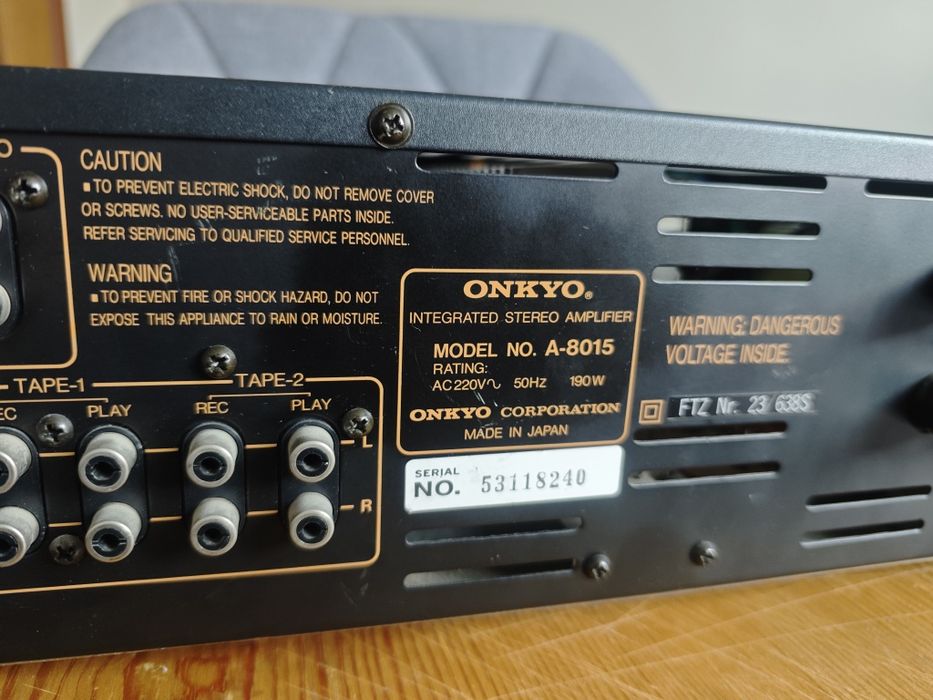 O
CAUTION
■ TO PREVENT ELECTRIC SHOCK, DO NOT REMOVE COVER
OR SCREWS. NO USER-SERVICEABLE PARTS INSIDE.
REFER SERVICING TO QUALIFIED SERVICE PERSONNEL.
WARNING
■ TO PREVENT FIRE OR SHOCK HAZARD, DO NOT
EXPOSE THIS APPLIANCE TO RAIN OR MOISTURE.
TAPE-1
TAPE-2
EC
PLAY
REC
PLAY
L
R
ONKYO®
INTEGRATED STEREO AMPLIFIER
MODEL NO. A-8015
RATING:
AC 220V∿ 50Hz 190W
ONKYO CORPORATION
MADE IN JAPAN
SERIAL
NO. 53118240
WARNING: DANGEROUS
VOLTAGE INSIDE.
FTZ Nr. 23/638S